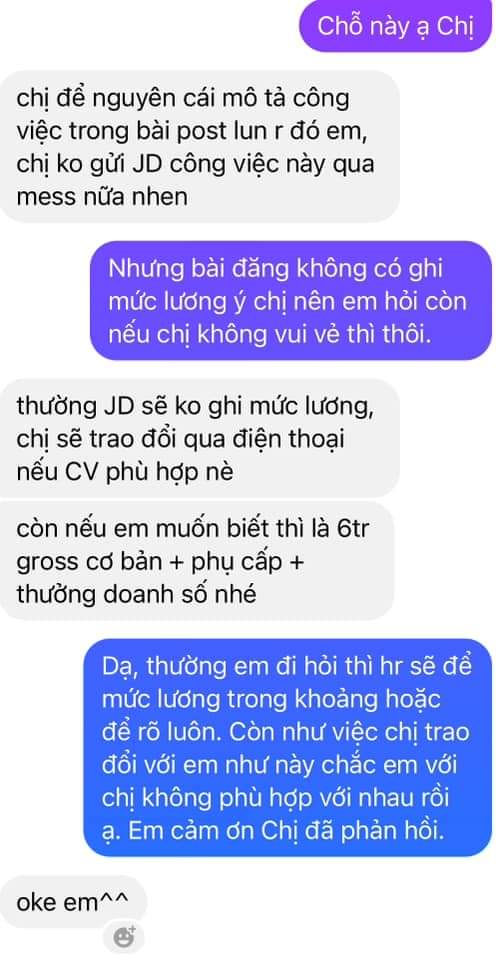 Chỗ này ạ Chị
chị để nguyên cái mô tả công
việc trong bài post lun r đó em,
chị ko gửi JD công việc này qua
mess nữa nhen
Nhưng bài đăng không có ghi
mức lương ý chị nên em hỏi còn
nếu chị không vui vẻ thì thôi.
thường JD sẽ ko ghi mức lương,
chị sẽ trao đổi qua điện thoại
nếu CV phù hợp nè
còn nếu em muốn biết thì là 6tr
gross cơ bản + phụ cấp +
thưởng doanh số nhé
Dạ, thường em đi hỏi thì hr sẽ để
mức lương trong khoảng hoặc
để rõ luôn. Còn như việc chị trao
đổi với em như này chắc em với
chị không phù hợp với nhau rồi
ạ. Em cảm ơn Chị đã phản hồi.
oke em^^